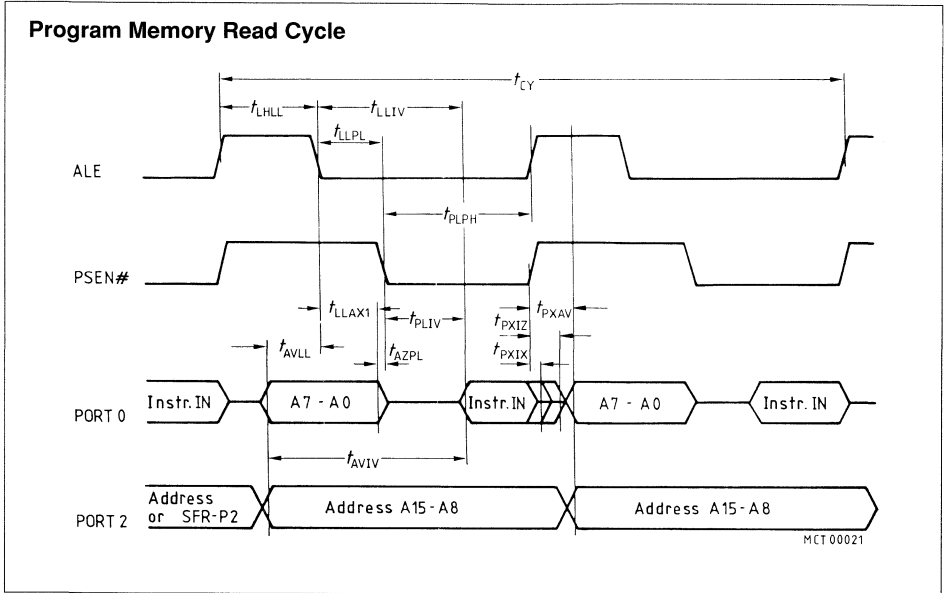 Program Memory Read Cycle
tCY
tLHLL tLLIV
tLLPL
ALE
tPLPH
PSEN#
tLLAX1 tPLIV tPXIZ tPXAV
tAVLL tAZPL tPXIX
PORT 0 Instr. IN A7 - A0 Instr. IN A7 - A0 Instr. IN
tAVIV
PORT 2 Address or SFR-P2 Address A15-A8 Address A15-A8
MCT00021